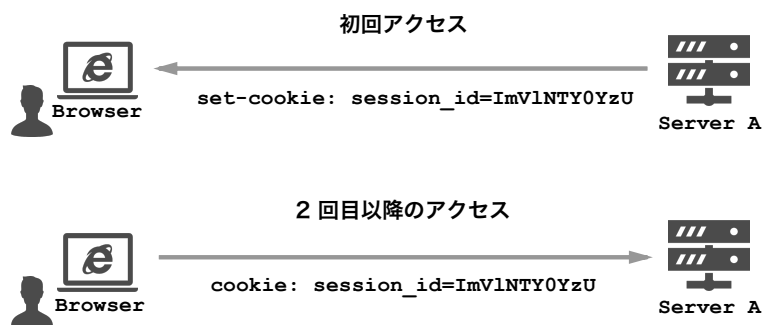 初回アクセス
set-cookie: session_id=ImVlNTY0YzU
Browser
Server A
2 回目以降のアクセス
cookie: session_id=ImVlNTY0YzU
Browser
Server A